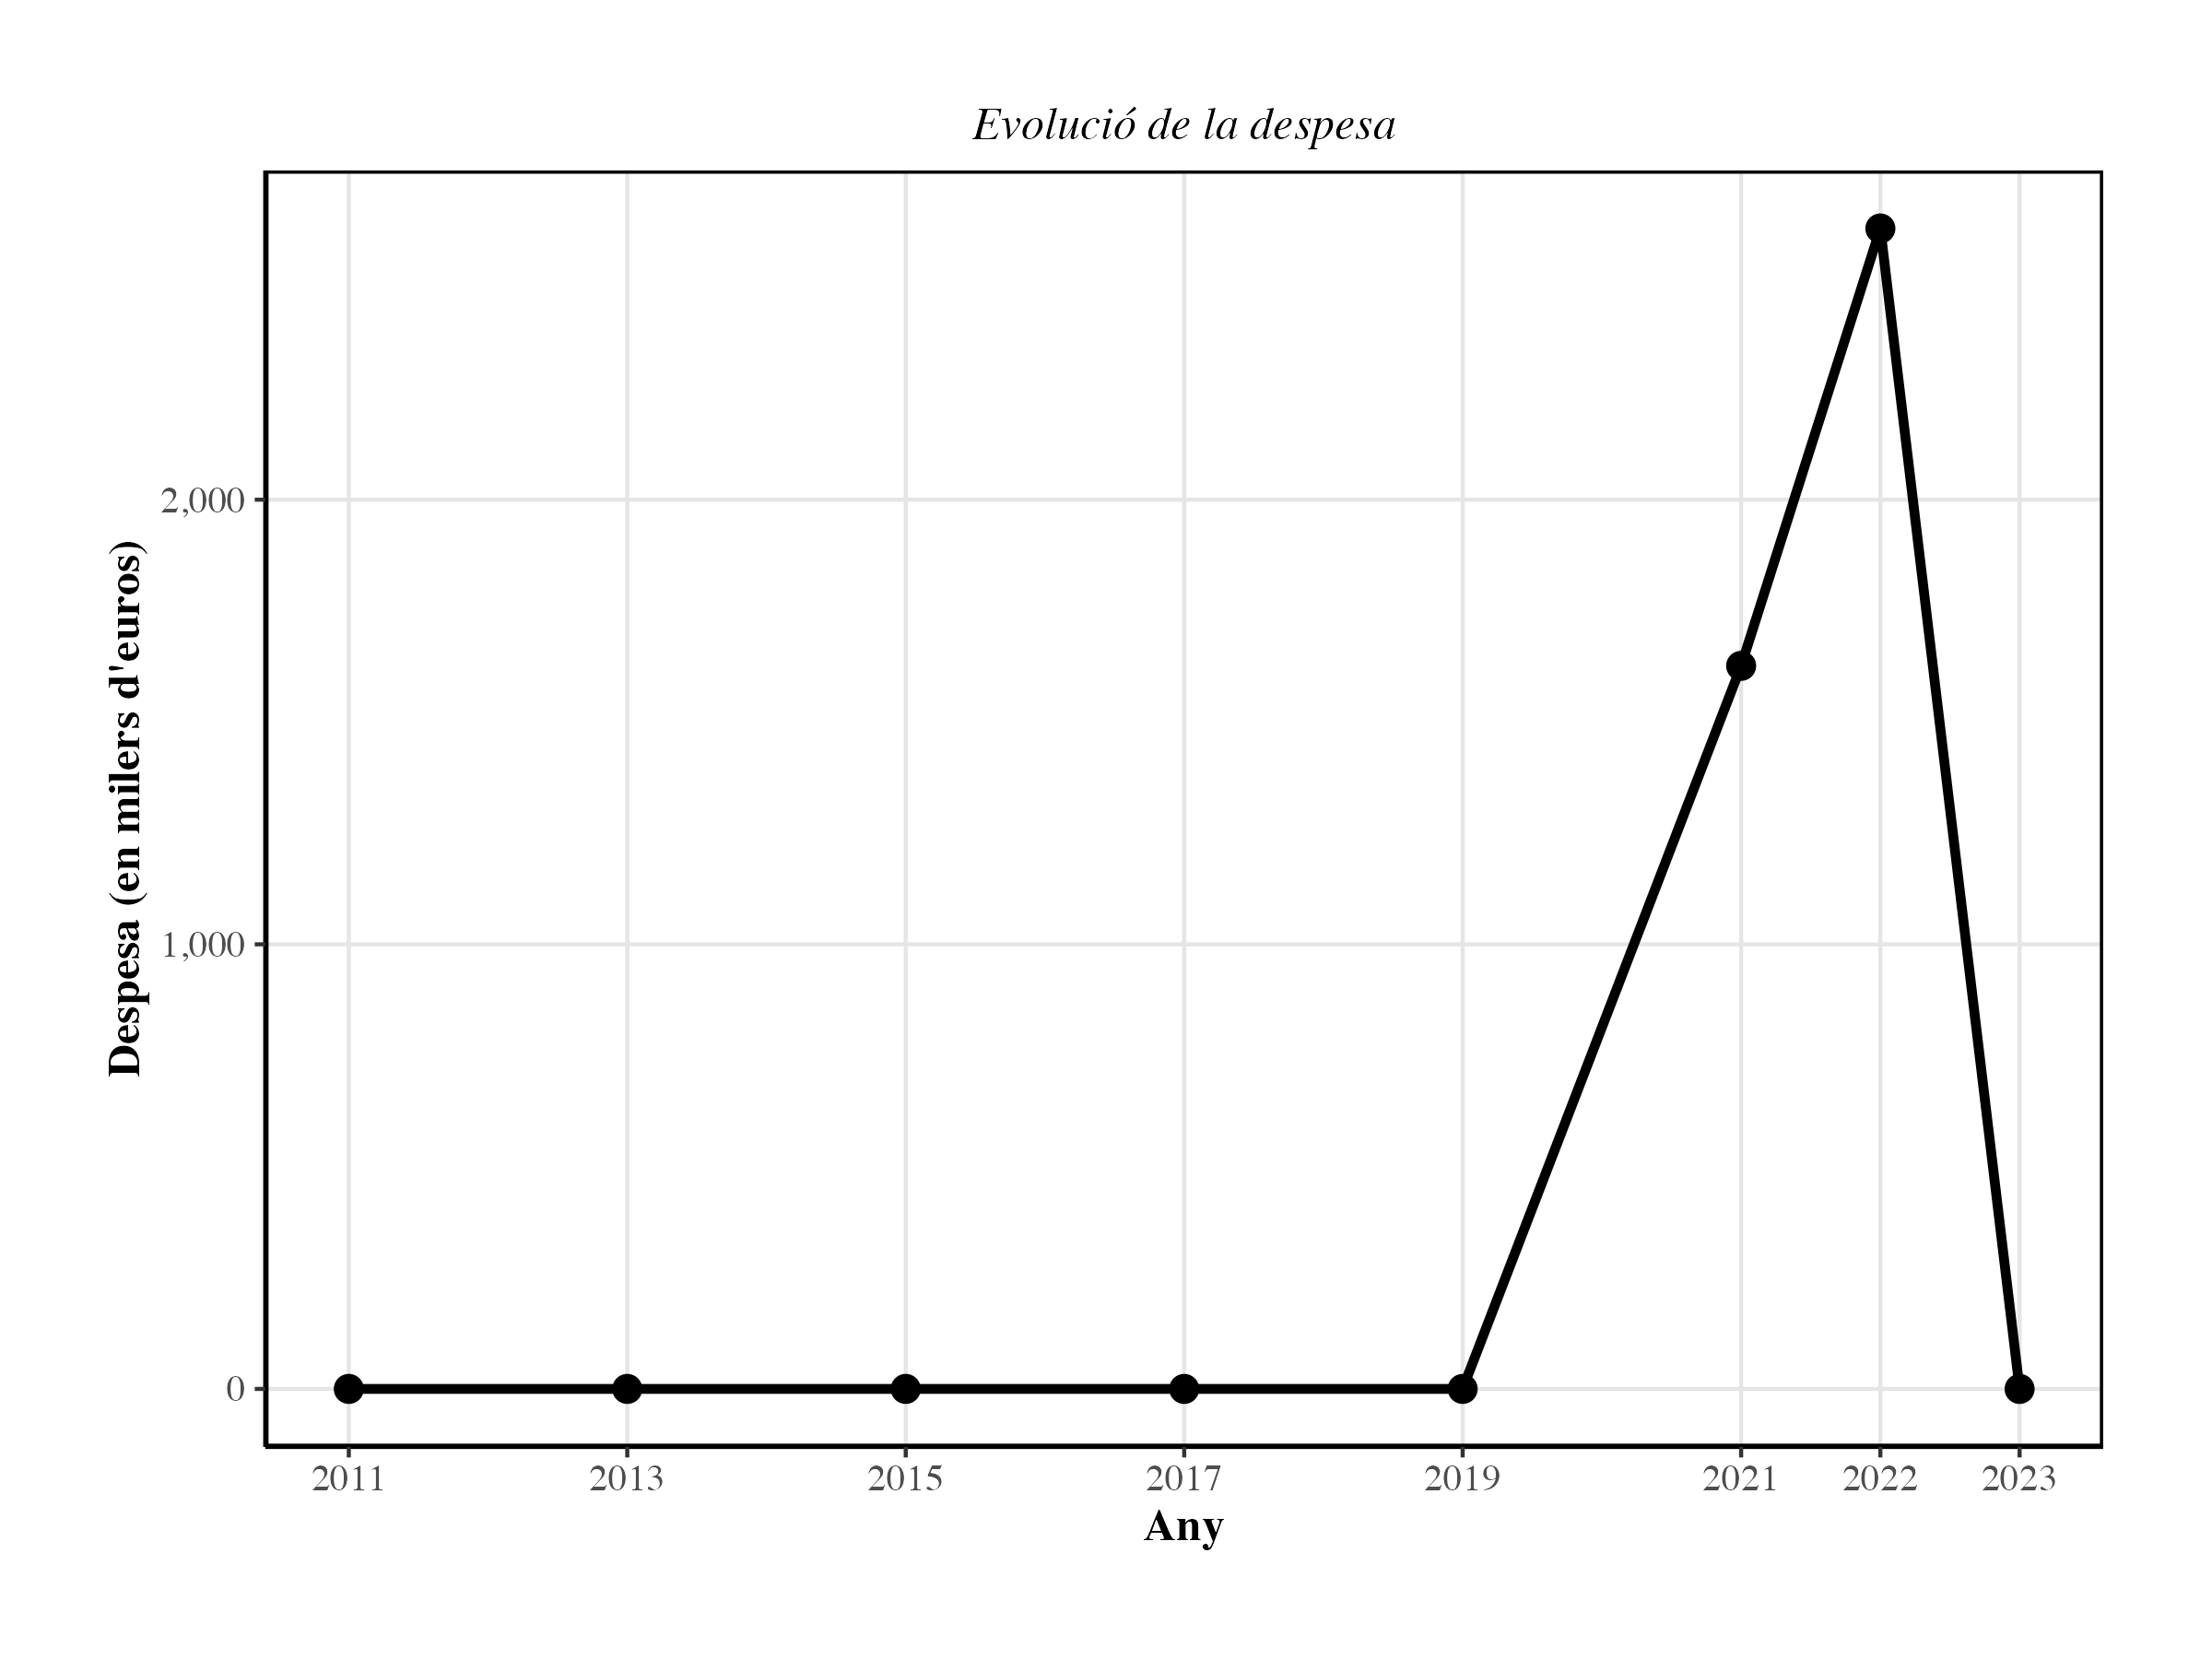 Evolució de la despesa
Despesa (en milers d'euros)
2,000
1,000
0
2011 2013 2015 2017 2019 2021 2022 2023
Any